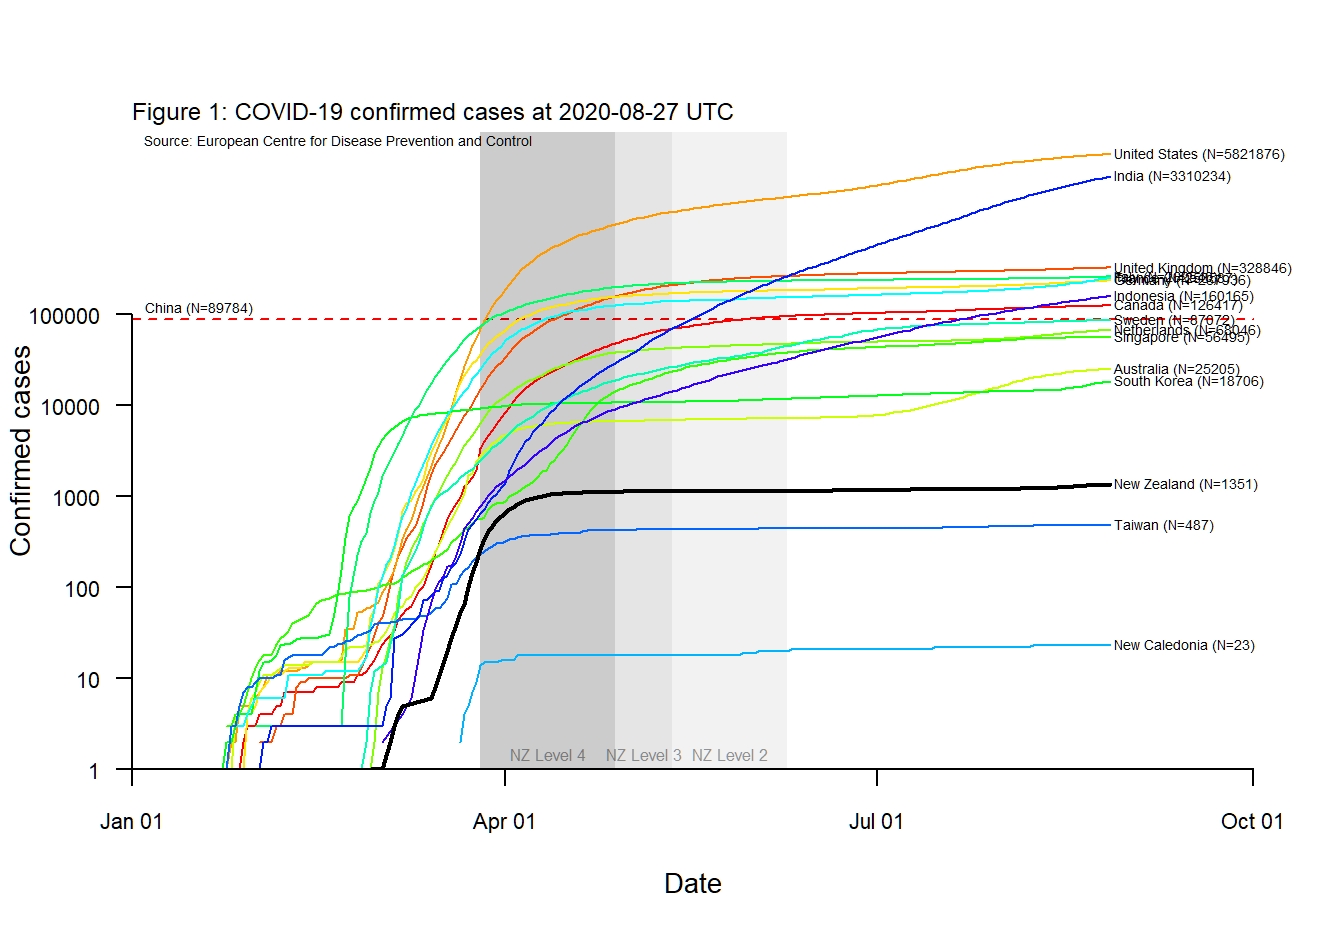 Figure 1: COVID-19 confirmed cases at 2020-08-27 UTC
Source: European Centre for Disease Prevention and Control
United States (N=5821876)
India (N=3310234)
United Kingdom (N=328846)
Germany
Indonesia (N=160165)
China (N=89784)
Canada (N=126417)
Sweden (N=87072)
Netherlands (N=68046)
Singapore (N=56495)
Australia (N=25205)
South Korea (N=18706)
New Zealand (N=1351)
Taiwan (N=487)
New Caledonia (N=23)
Confirmed cases
100000
10000
1000
100
10
1
NZ Level 4
NZ Level 3
NZ Level 2
Jan 01
Apr 01
Jul 01
Oct 01
Date